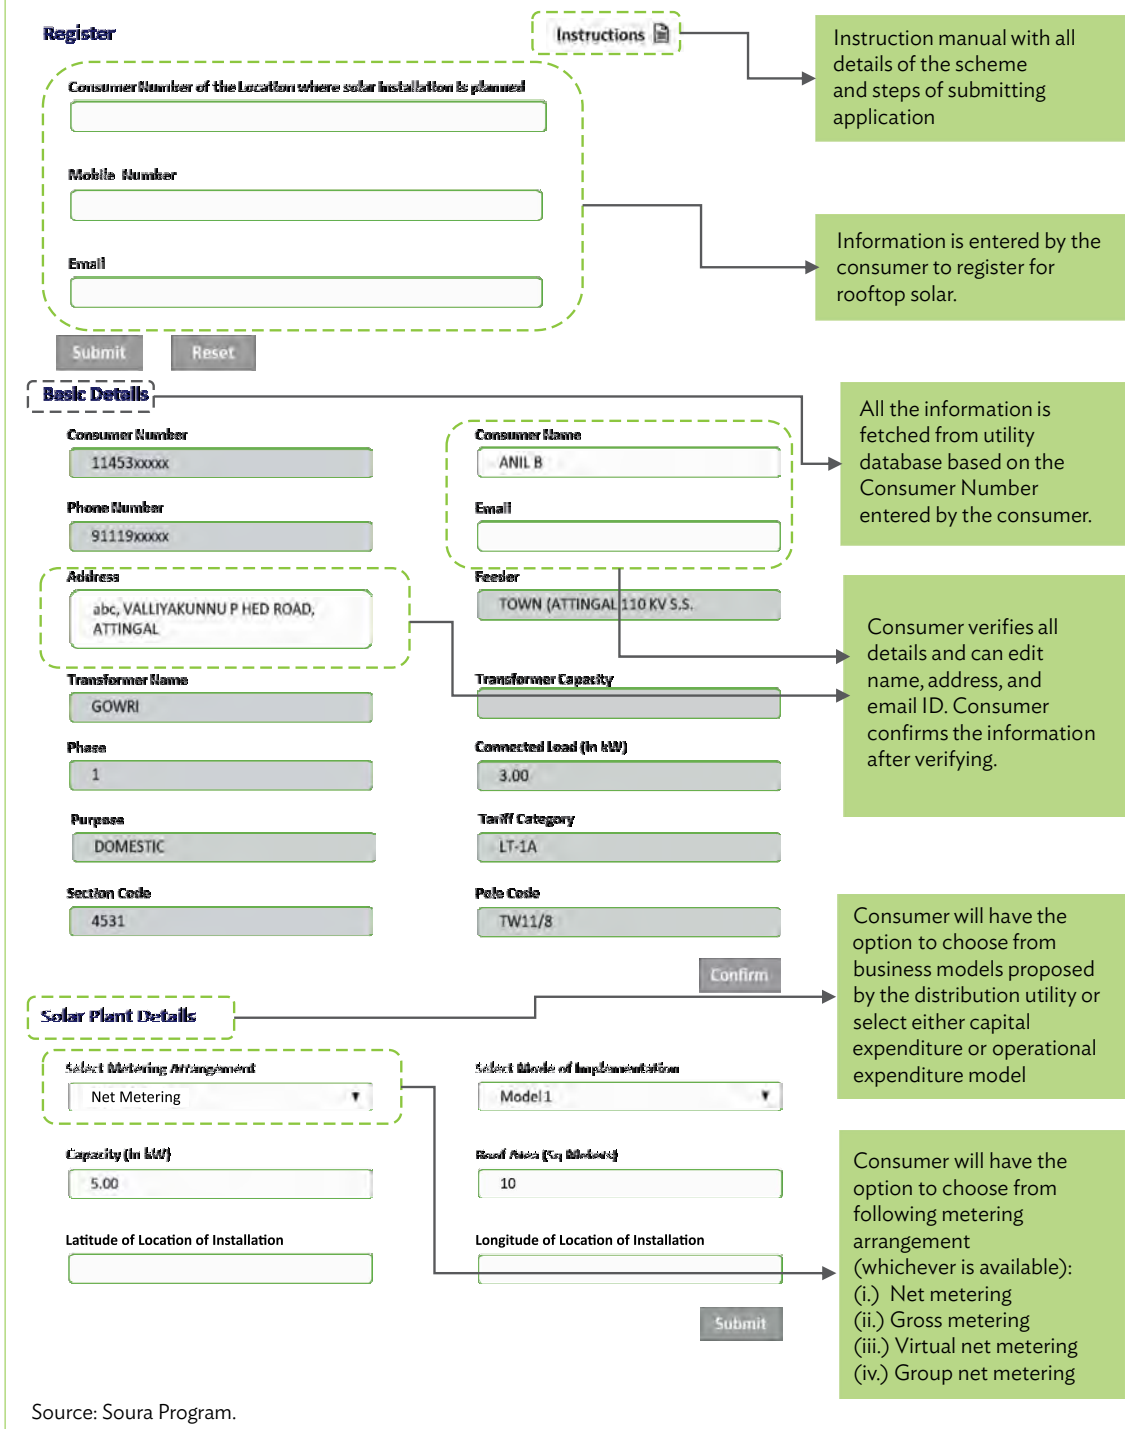 Register
Instructions
Instruction manual with all
details of the scheme
and steps of submitting
application
Consumer Number of the Location where solar Installation is planned
Mobile Number
Email
Information is entered by the
consumer to register for
rooftop solar.
Submit
Reset
Basic Details
All the information is
fetched from utility
database based on the
Consumer Number
entered by the consumer.
Consumer Number
11453xxxxx
Consumer Name
ANIL B
Phone Number
91119xxxxx
Email
Address
abc, VALLIYAKUNNU P HED ROAD,
ATTINGAL
Feeder
TOWN (ATTINGAL 110 KV S.S.
Consumer verifies all
details and can edit
name, address, and
email ID. Consumer
confirms the information
after verifying.
Transformer Name
GOWRI
Transformer Capacity
Phase
1
Connected Load (In kW)
3.00
Purpose
DOMESTIC
Tariff Category
LT-1A
Section Code
4531
Pole Code
TW11/8
Confirm
Consumer will have the
option to choose from
business models proposed
by the distribution utility or
select either capital
expenditure or operational
expenditure model
Solar Plant Details
Select Metering Arrangement
Net Metering
Select Mode of Implementation
Model 1
Capacity (In kW)
5.00
Roof Area (Sq Meters)
10
Latitude of Location of Installation
Longitude of Location of Installation
Submit
Consumer will have the
option to choose from
following metering
arrangement
(whichever is available):
(i.) Net metering
(ii.) Gross metering
(iii.) Virtual net metering
(iv.) Group net metering
Source: Soura Program.